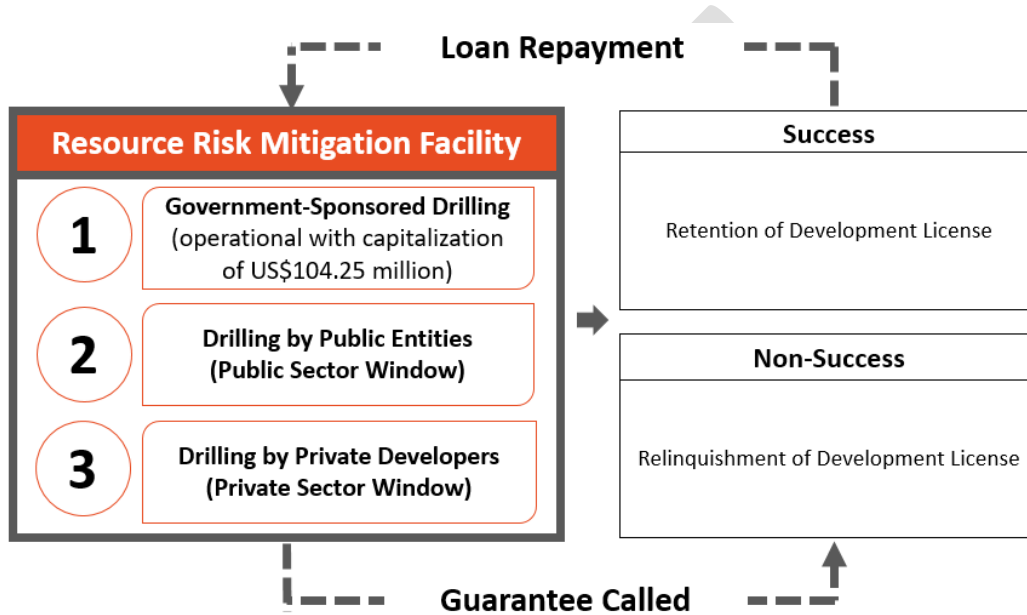 Loan Repayment
Resource Risk Mitigation Facility
1
Government-Sponsored Drilling
(operational with capitalization
of US$104.25 million)
2
Drilling by Public Entities
(Public Sector Window)
3
Drilling by Private Developers
(Private Sector Window)
Success
Retention of Development License
Non-Success
Relinquishment of Development License
Guarantee Called